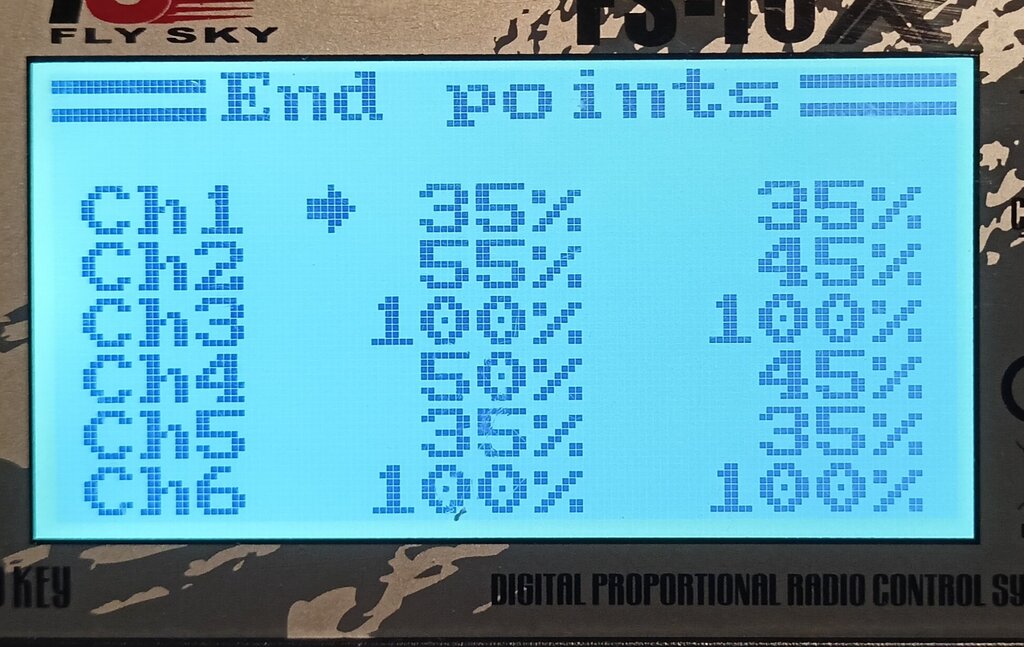 FLY SKY
End points
Ch1 → 35% 35%
Ch2 55% 45%
Ch3 100% 100%
Ch4 50% 45%
Ch5 35% 35%
Ch6 100% 100%
KEY
DIGITAL PROPORTIONAL RADIO CONTROL SY